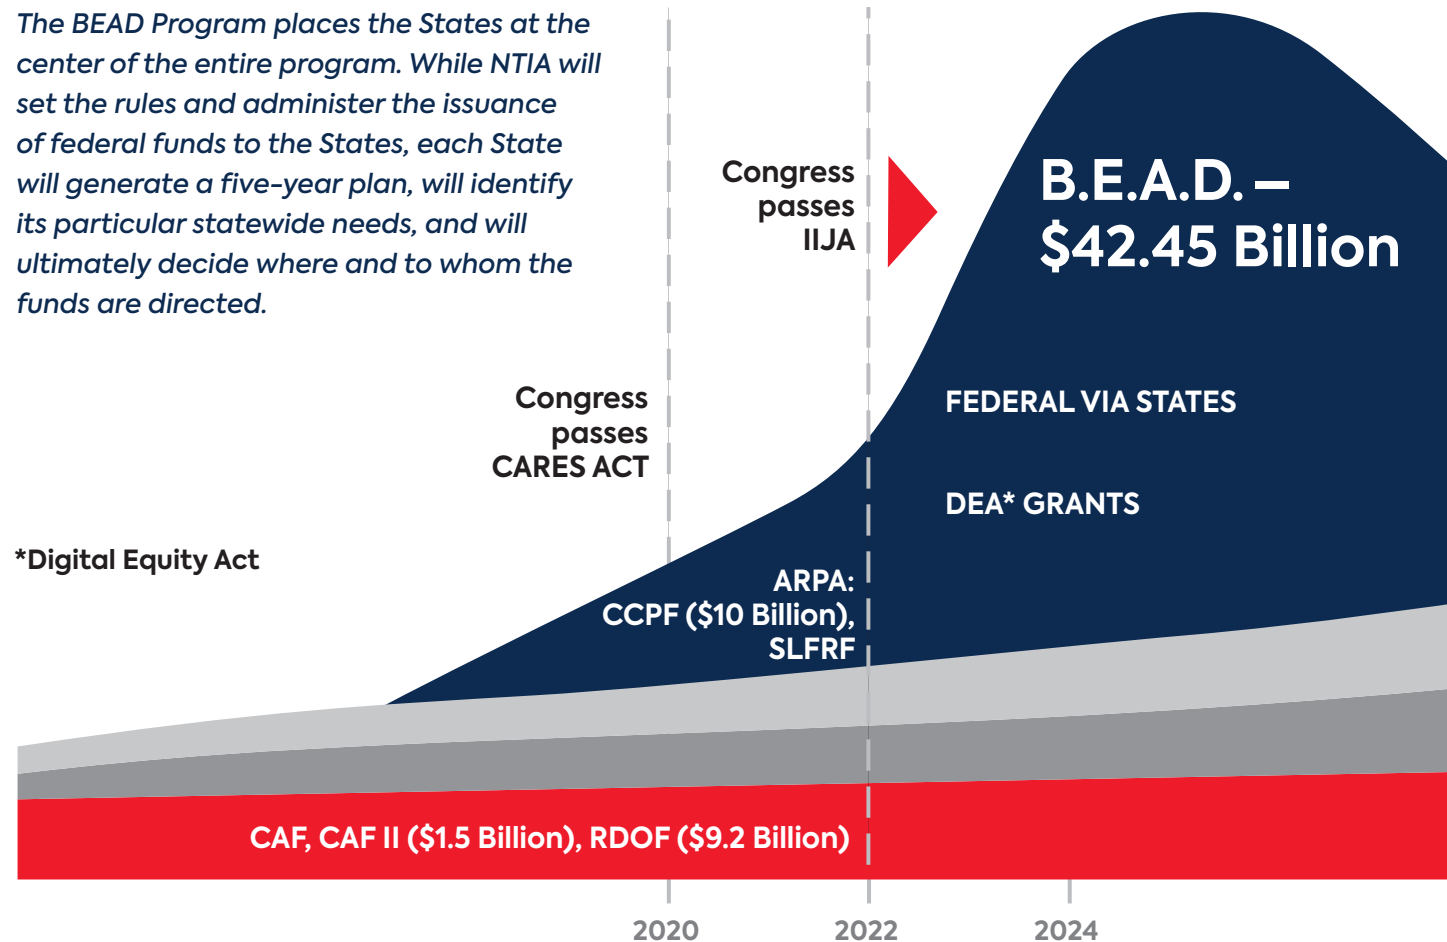 The BEAD Program places the States at the
center of the entire program. While NTIA will
set the rules and administer the issuance
of federal funds to the States, each State
will generate a five-year plan, will identify
its particular statewide needs, and will
ultimately decide where and to whom the
funds are directed.
Congress
passes
IIJA
B.E.A.D. –
$42.45 Billion
Congress
passes
CARES ACT
FEDERAL VIA STATES
DEA* GRANTS
*Digital Equity Act
ARPA:
CCPF ($10 Billion),
SLFRF
CAF, CAF II ($1.5 Billion), RDOF ($9.2 Billion)
2020
2022
2024